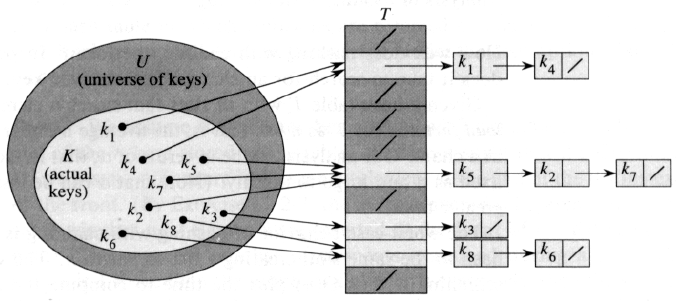 T
U
(universe of keys)
k1 k4
k1
K
(actual
keys)
k4 k5
k7
k5 k2 k7
k2 k3
k8
k6
k3
k8 k6